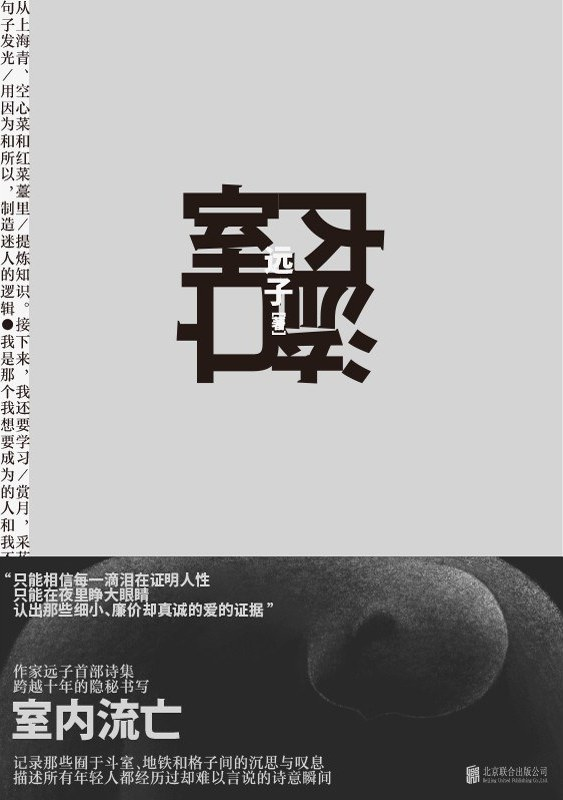 从上海青、空心菜和红菜薹里/提炼知识。接下来，我还要学习/赏月，采花
句子发光/用因为和所以，制造迷人的逻辑●我是那个我想要成为的人和我不
室内流亡
远子
[著]
“只能相信每一滴泪在证明人性
只能在夜里睁大眼睛
认出那些细小、廉价却真诚的爱的证据”
作家远子首部诗集
跨越十年的隐秘书写
室内流亡
记录那些囿于斗室、地铁和格子间的沉思与叹息
描述所有年轻人都经历过却难以言说的诗意瞬间
北京联合出版公司
Beijing United Publishing Co.,Ltd.